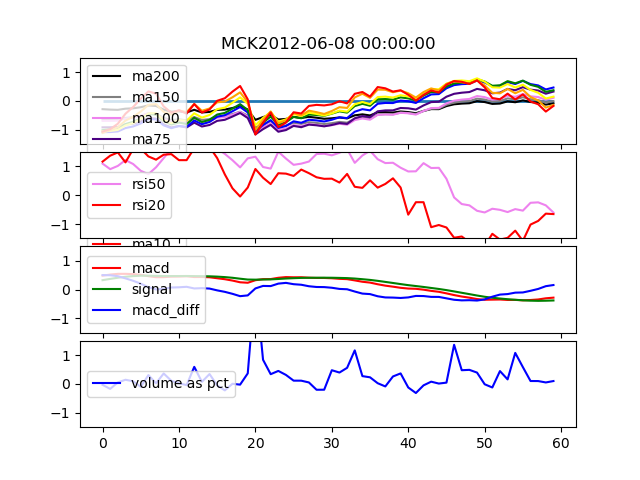 MCK2012-06-08 00:00:00
1
0
−1
ma200
ma150
ma100
ma75
1
0
−1
rsi50
rsi20
ma10
1
0
−1
macd
signal
macd_diff
1
0
−1
volume as pct
0 10 20 30 40 50 60